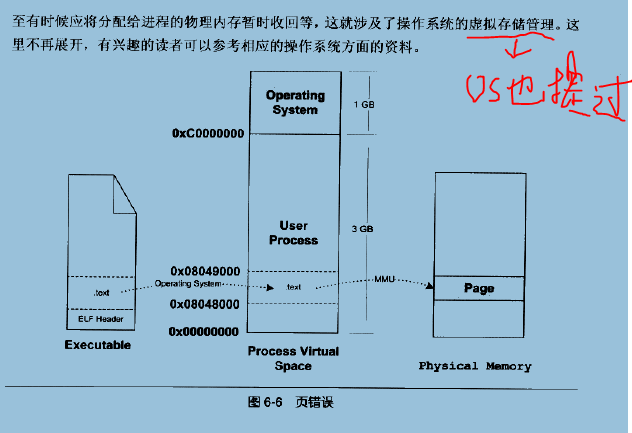 至有时候应将分配给进程的物理内存暂时收回等，这就涉及了操作系统的虚拟存储管理。这
里不再展开，有兴趣的读者可以参考相应的操作系统方面的资料。
OS也提过
Operating
System
1 GB
0xC0000000
User
Process
3 GB
0x08049000
.text
Operating System
.text
MMU
Page
0x08048000
ELF Header
0x00000000
Executable
Process Virtual
Space
Physical Memory
图 6-6 页错误